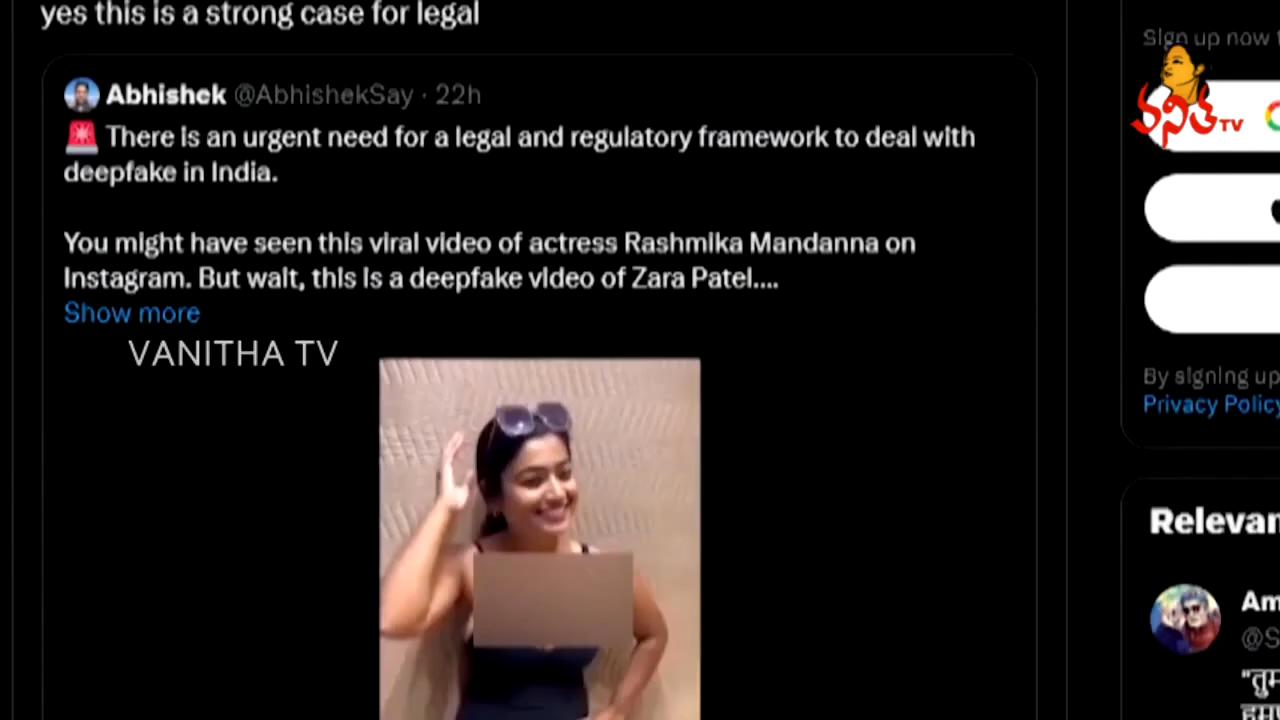 yes this is a strong case for legal
Abhishek @AbhishekSay · 22h
🚨 There is an urgent need for a legal and regulatory framework to deal with
deepfake in India.
You might have seen this viral video of actress Rashmika Mandanna on
Instagram. But wait, this is a deepfake video of Zara Patel....
Show more
VANITHA TV
Sign up now
వనిత TV
By signing up
Privacy Policy
Relevan
Am
@S
"तुम